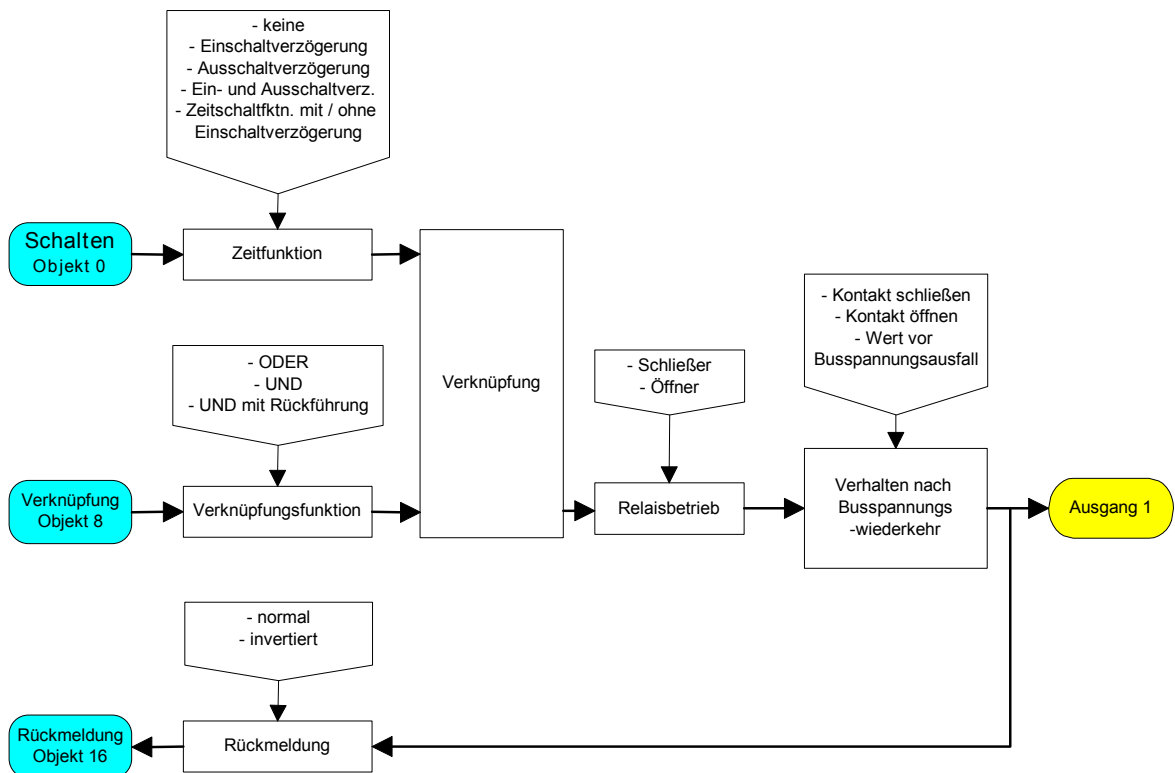 - keine
- Einschaltverzögerung
- Ausschaltverzögerung
- Ein- und Ausschaltverz.
- Zeitschaltfktn. mit / ohne
Einschaltverzögerung
Schalten
Objekt 0
Zeitfunktion
- ODER
- UND
- UND mit Rückführung
Verknüpfung
Objekt 8
Verknüpfungsfunktion
Verknüpfung
- Schließer
- Öffner
Relaisbetrieb
- Kontakt schließen
- Kontakt öffnen
- Wert vor
Busspannungsausfall
Verhalten nach
Busspannungs
-wiederkehr
Ausgang 1
- normal
- invertiert
Rückmeldung
Objekt 16
Rückmeldung